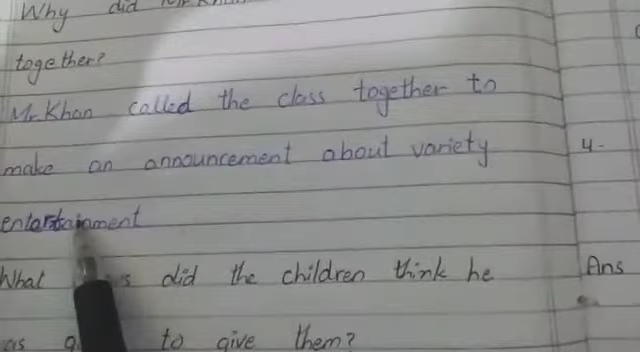 Why did
together?
Mr Khan called the class together to
make an announcement about variety
entertainment
What did the children think he
to give them?
4-
Ans